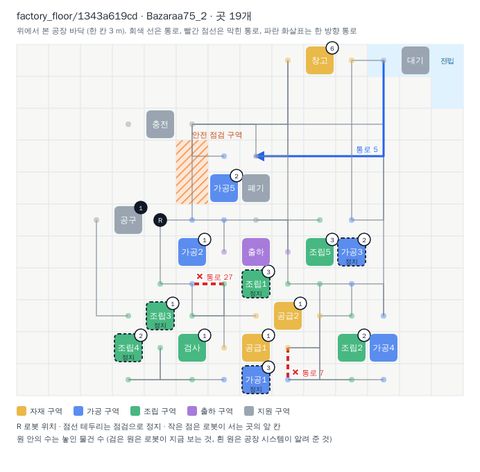 factory_floor/1343a619cd · Bazaraa75_2 · 곳 19개
위에서 본 공장 바닥 (한 칸 3 m). 회색 선은 통로, 빨간 점선은 막힌 통로, 파란 화살표는 한 방향 통로
창고 6
대기
전립
충전
안전 점검 구역
통로 5
가공5 2
폐기
공구 1
R
가공2 1
출하
조립5 3
가공3 2
정지
✖ 통로 27
조립1 3
정지
조립3 1
정지
공급2 1
조립4 2
정지
검사 1
공급1 1
조립2 2
가공4
✖ 통로 7
가공1 3
정지
자재 구역
가공 구역
조립 구역
출하 구역
지원 구역
R 로봇 위치 · 점선 테두리는 점검으로 정지 · 작은 점은 로봇이 서는 곳의 앞 칸
원 안의 수는 놓인 물건 수 (검은 원은 로봇이 지금 보는 것, 흰 원은 공장 시스템이 알려 준 것)